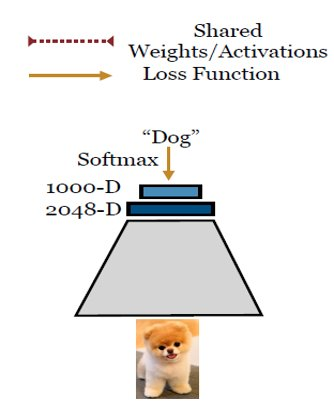 Shared
Weights/Activations
Loss Function
“Dog”
Softmax
1000-D
2048-D